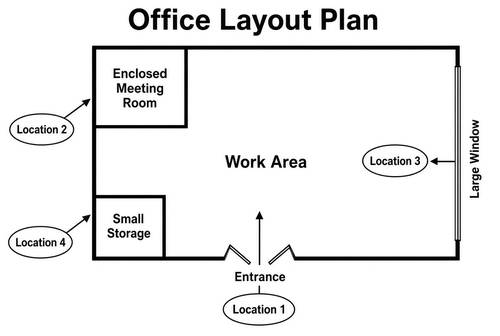 Office Layout Plan
Enclosed
Meeting
Room
Location 2
Work Area
Location 3
Large Window
Small
Storage
Location 4
Entrance
Location 1